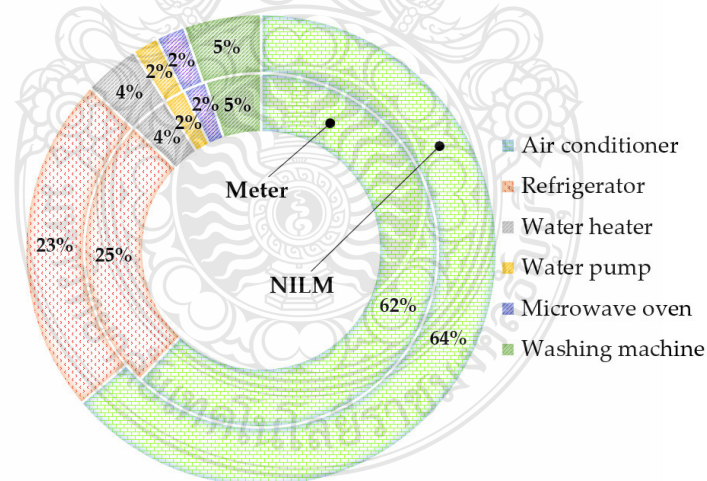 5%
2%
2%
4%
5%
2%
2%
4%
Meter
23%
25%
NILM
62%
64%
Air conditioner
Refrigerator
Water heater
Water pump
Microwave oven
Washing machine